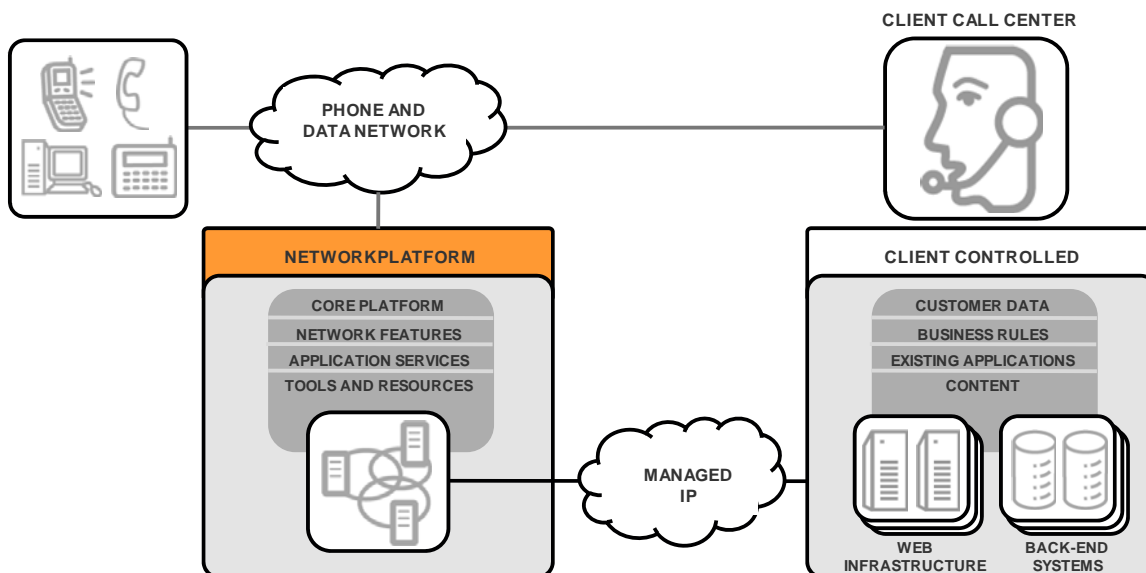 CLIENT CALL CENTER
PHONE AND
DATA NETWORK
NETWORKPLATFORM
CORE PLATFORM
NETWORK FEATURES
APPLICATION SERVICES
TOOLS AND RESOURCES
MANAGED
IP
CLIENT CONTROLLED
CUSTOMER DATA
BUSINESS RULES
EXISTING APPLICATIONS
CONTENT
WEB
INFRASTRUCTURE
BACK-END
SYSTEMS